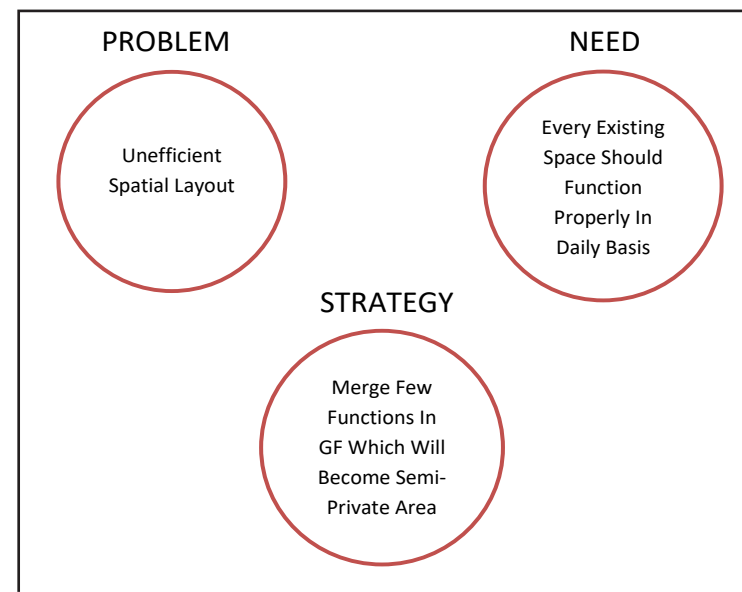 PROBLEM
Unefficient
Spatial Layout
NEED
Every Existing
Space Should
Function
Properly In
Daily Basis
STRATEGY
Merge Few
Functions In
GF Which Will
Become Semi-
Private Area